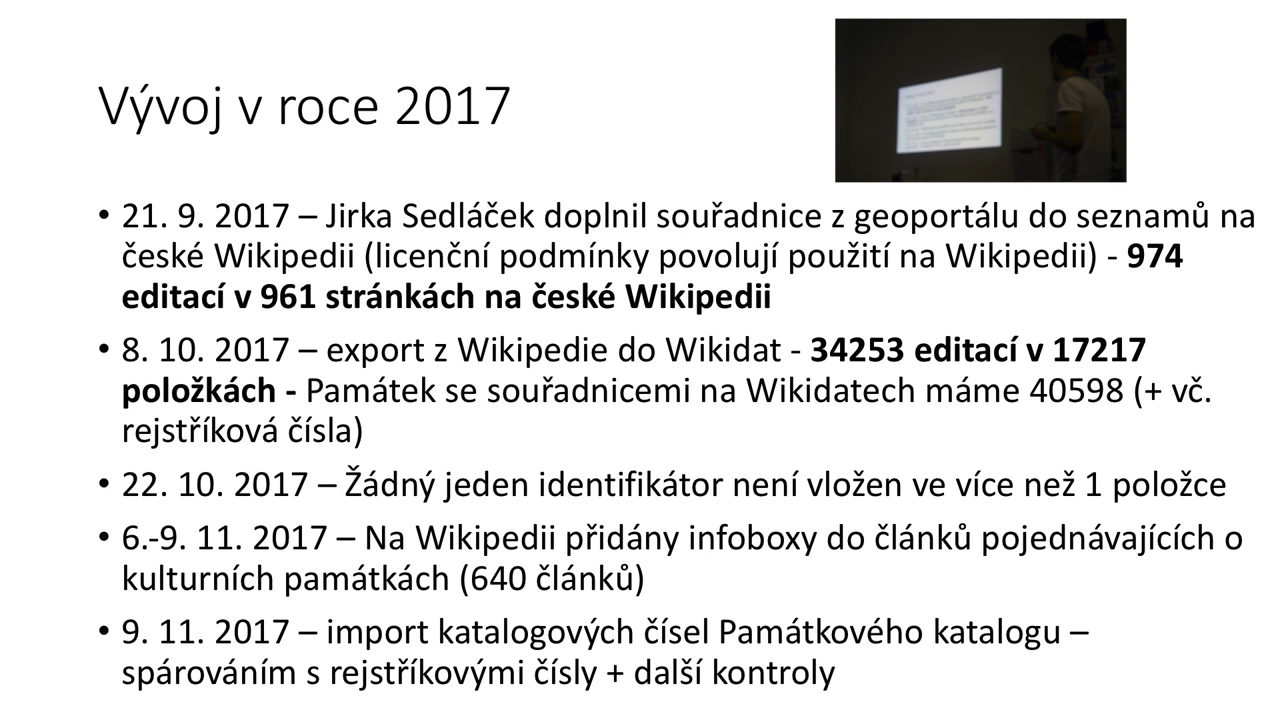 Vývoj v roce 2017
• 21. 9. 2017 – Jirka Sedláček doplnil souřadnice z geoportálu do seznamů na
české Wikipedii (licenční podmínky povolují použití na Wikipedii) - 974
editací v 961 stránkách na české Wikipedii
• 8. 10. 2017 – export z Wikipedie do Wikidat - 34253 editací v 17217
položkách - Památek se souřadnicemi na Wikidatech máme 40598 (+ vč.
rejstříková čísla)
• 22. 10. 2017 – Žádný jeden identifikátor není vložen ve více než 1 položce
• 6.-9. 11. 2017 – Na Wikipedii přidány infoboxy do článků pojednávajících o
kulturních památkách (640 článků)
• 9. 11. 2017 – import katalogových čísel Památkového katalogu –
spárováním s rejstříkovými čísly + další kontroly